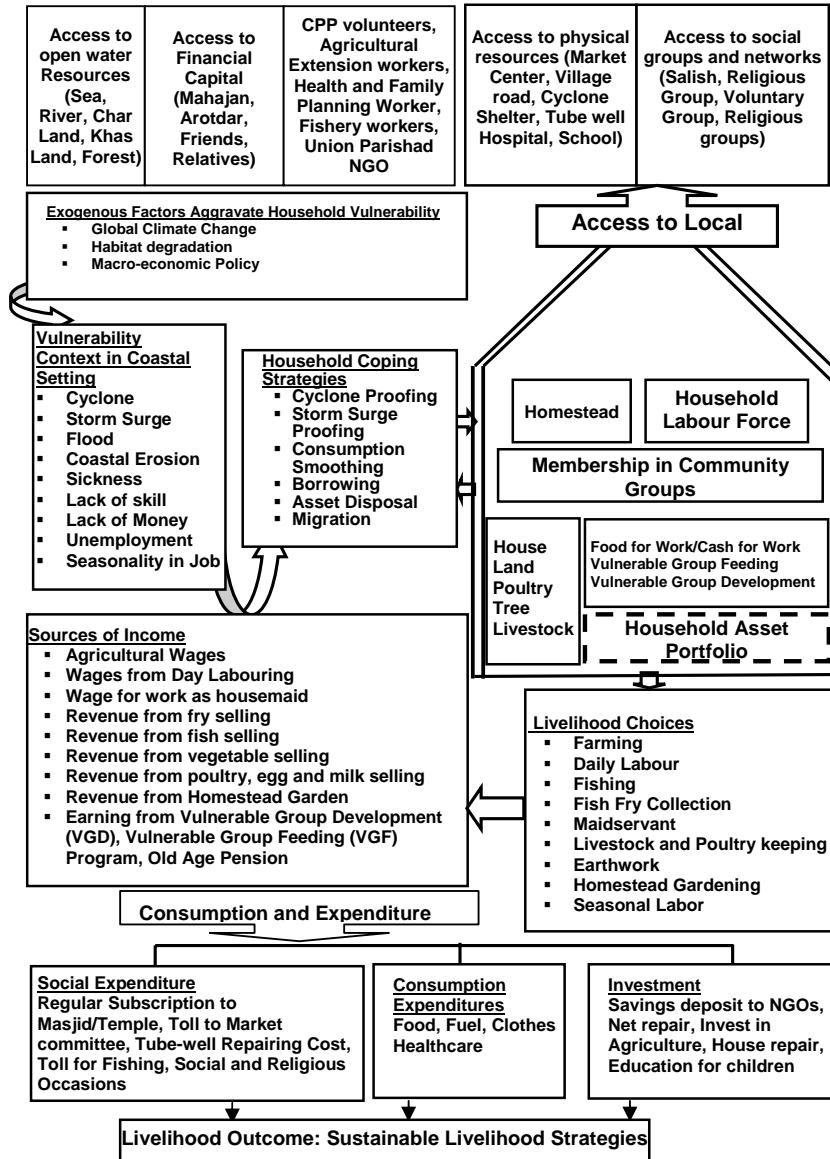 Access to
open water
Resources
(Sea,
River, Char
Land, Khas
Land, Forest)
Access to
Financial
Capital
(Mahajan,
Arotdar,
Friends,
Relatives)
CPP volunteers,
Agricultural
Extension workers,
Health and Family
Planning Worker,
Fishery workers,
Union Parishad
NGO
Access to physical
resources (Market
Center, Village
road, Cyclone
Shelter, Tube well
Hospital, School)
Access to social
groups and networks
(Salish, Religious
Group, Voluntary
Group, Religious
groups)
Exogenous Factors Aggravate Household Vulnerability
▪ Global Climate Change
▪ Habitat degradation
▪ Macro-economic Policy
Access to Local
Vulnerability
Context in Coastal
Setting
▪ Cyclone
▪ Storm Surge
▪ Flood
▪ Coastal Erosion
▪ Sickness
▪ Lack of skill
▪ Lack of Money
▪ Unemployment
▪ Seasonality in Job
Household Coping
Strategies
▪ Cyclone Proofing
▪ Storm Surge
Proofing
▪ Consumption
Smoothing
▪ Borrowing
▪ Asset Disposal
▪ Migration
Homestead
Household
Labour Force
Membership in Community
Groups
House
Land
Poultry
Tree
Livestock
Food for Work/Cash for Work
Vulnerable Group Feeding
Vulnerable Group Development
Household Asset
Portfolio
Sources of Income
▪ Agricultural Wages
▪ Wages from Day Labouring
▪ Wage for work as housemaid
▪ Revenue from fry selling
▪ Revenue from fish selling
▪ Revenue from vegetable selling
▪ Revenue from poultry, egg and milk selling
▪ Revenue from Homestead Garden
▪ Earning from Vulnerable Group Development
(VGD), Vulnerable Group Feeding (VGF)
Program, Old Age Pension
Livelihood Choices
▪ Farming
▪ Daily Labour
▪ Fishing
▪ Fish Fry Collection
▪ Maidservant
▪ Livestock and Poultry keeping
▪ Earthwork
▪ Homestead Gardening
▪ Seasonal Labor
Consumption and Expenditure
Social Expenditure
Regular Subscription to
Masjid/Temple, Toll to Market
committee, Tube-well Repairing Cost,
Toll for Fishing, Social and Religious
Occasions
Consumption
Expenditures
Food, Fuel, Clothes
Healthcare
Investment
Savings deposit to NGOs,
Net repair, Invest in
Agriculture, House repair,
Education for children
Livelihood Outcome: Sustainable Livelihood Strategies